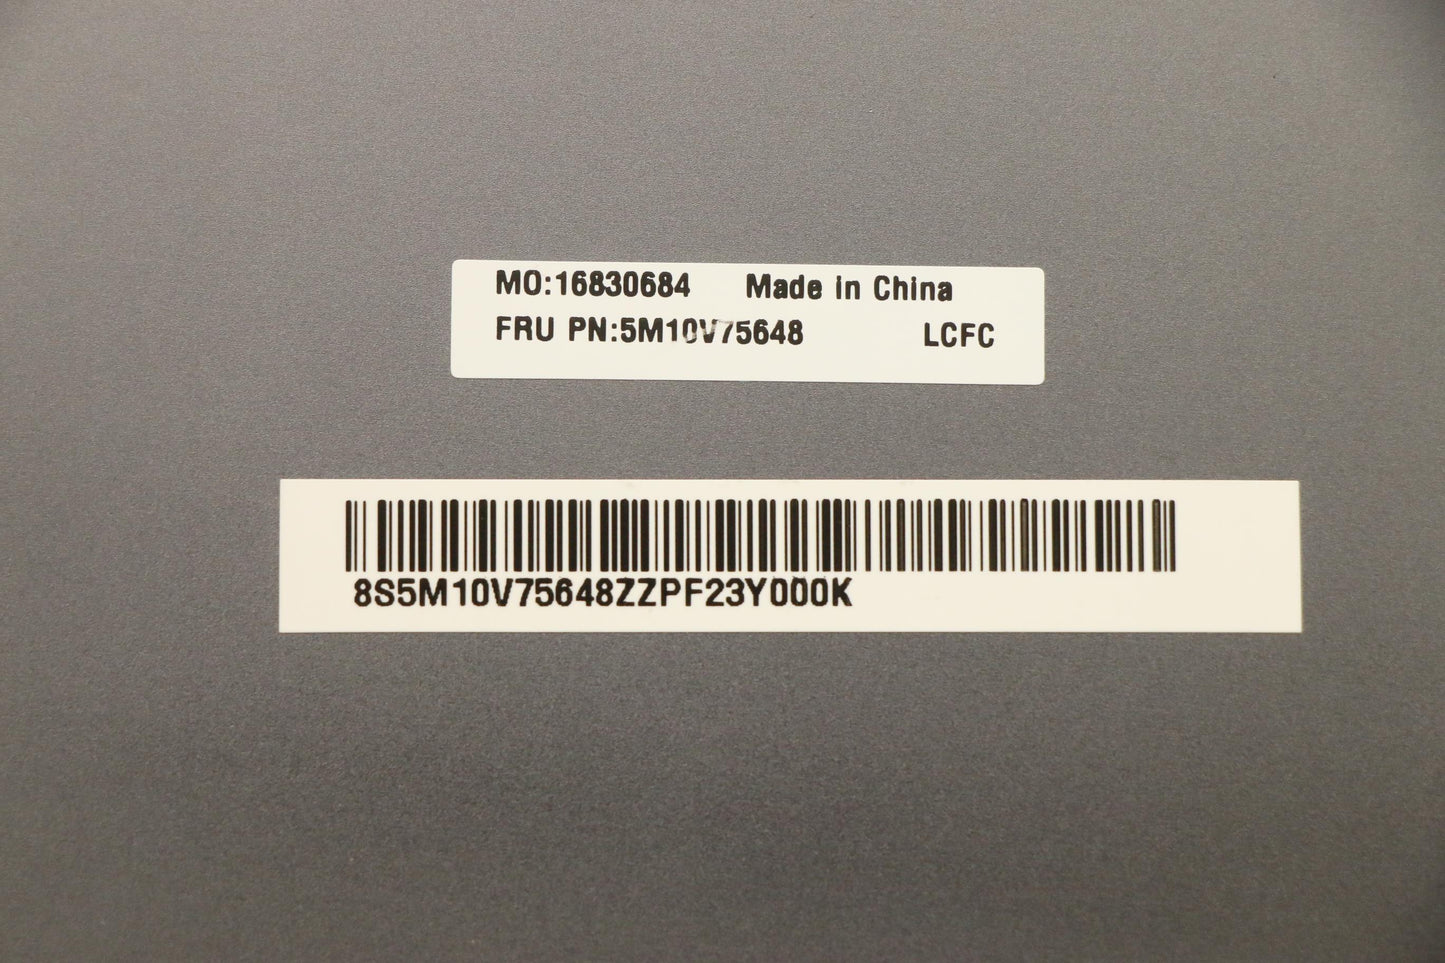 MO:16830684 Made in China
FRU PN:5M10V75648 LCFC
8S5M10V75648ZZPF23Y000K